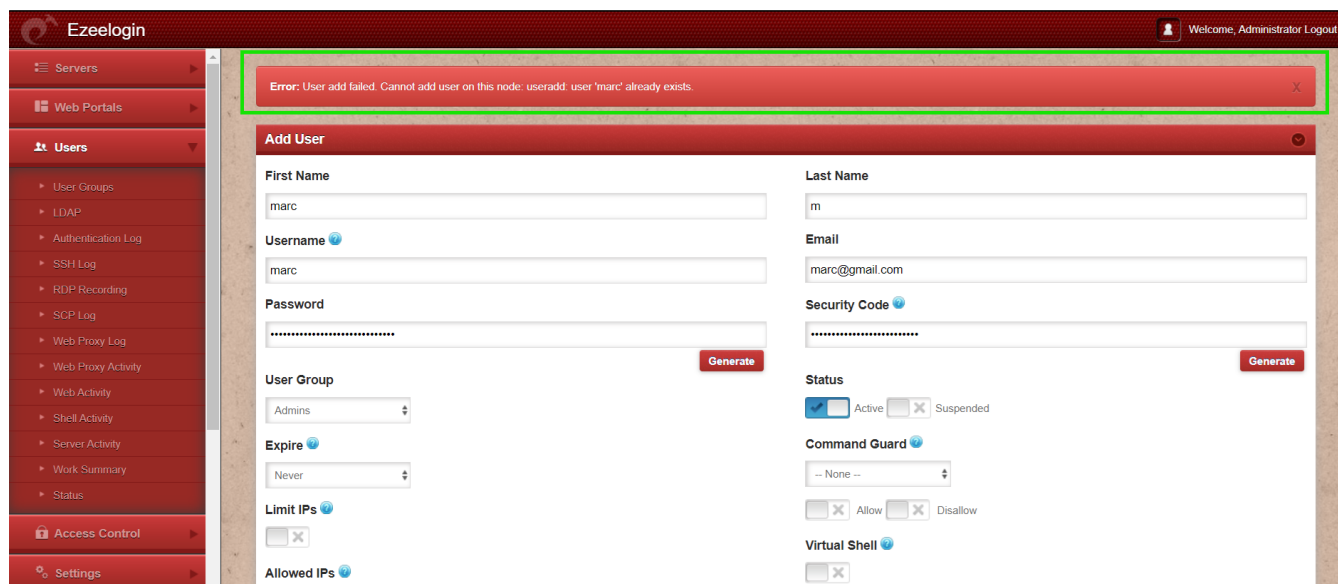 Ezeelogin
Welcome, Administrator Logout
Servers
Web Portals
Users
User Groups
LDAP
Authentication Log
SSH Log
RDP Recording
SCP Log
Web Proxy Log
Web Proxy Activity
Web Activity
Shell Activity
Server Activity
Work Summary
Status
Access Control
Settings
Error: User add failed. Cannot add user on this node: useradd: user 'marc' already exists.
X
Add User
First Name
marc
Last Name
m
Username
marc
Email
marc@gmail.com
Password
Generate
Security Code
Generate
User Group
Admins
Status
Active
Suspended
Expire
Never
Command Guard
-- None --
Allow
Disallow
Limit IPs
Virtual Shell
Allowed IPs